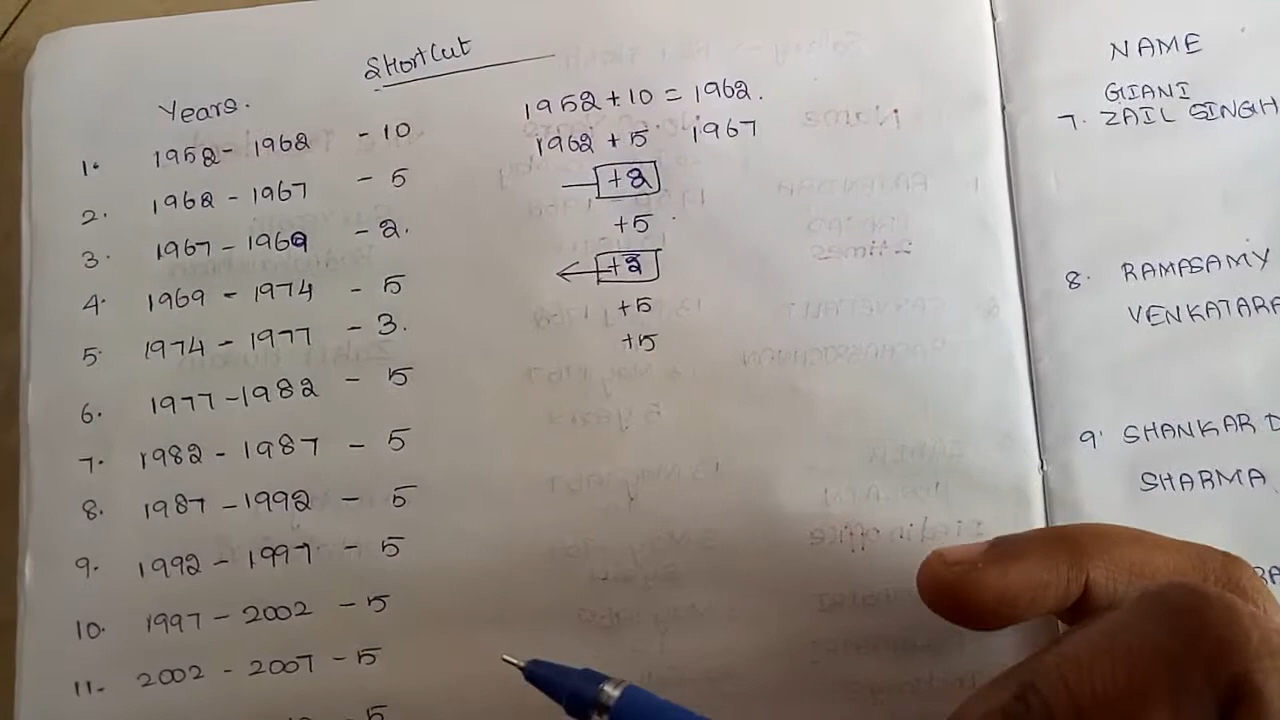 Shortcut
Years.
1. 1952 - 1962 - 10
2. 1962 - 1967 - 5
3. 1967 - 1969 - 2.
4. 1969 - 1974 - 5
5. 1974 - 1977 - 3.
6. 1977 - 1982 - 5
7. 1982 - 1987 - 5
8. 1987 - 1992 - 5
9. 1992 - 1997 - 5
10. 1997 - 2002 - 5
11. 2002 - 2007 - 5
- 5
1952 + 10 = 1962.
1962 + 5 1967
+2
+5
+3
+5
+5
NAME
GIANI
7. ZAIL SINGH
8. RAMASAMY
VENKATARA
9. SHANKAR D
SHARMA